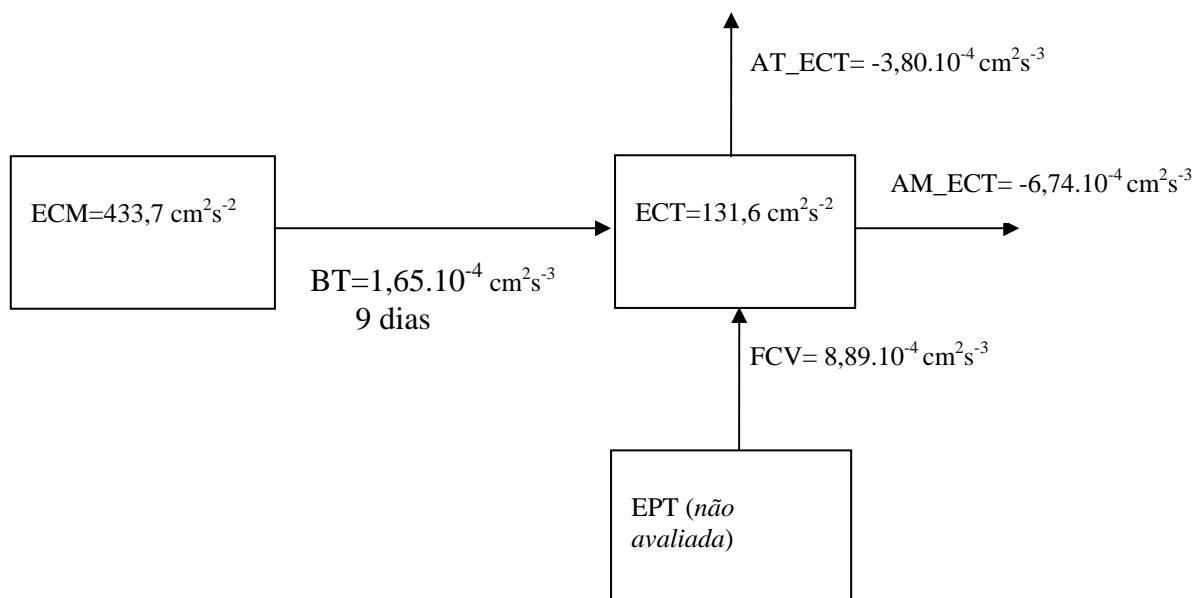 AT_ECT= -3,80.10⁻⁴ cm²s⁻³
ECM=433,7 cm²s⁻²
ECT=131,6 cm²s⁻²
AM_ECT= -6,74.10⁻⁴ cm²s⁻³
BT=1,65.10⁻⁴ cm²s⁻³
9 dias
FCV= 8,89.10⁻⁴ cm²s⁻³
EPT (não
avaliada)